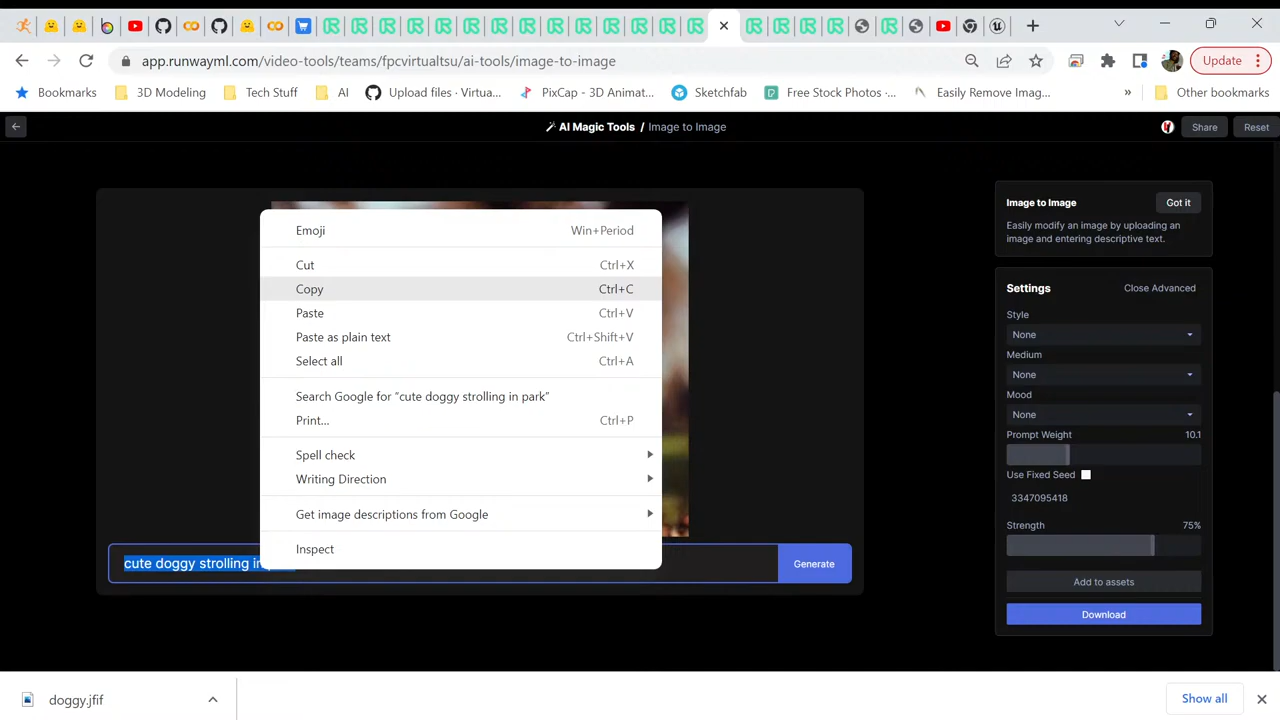 app.runwayml.com/video-tools/teams/fpcvirtualtsu/ai-tools/image-to-image
Update
Bookmarks
3D Modeling
Tech Stuff
AI
Upload files · Virtua...
PixCap - 3D Animat...
Sketchfab
Free Stock Photos ·...
Easily Remove Imag...
»
Other bookmarks
AI Magic Tools / Image to Image
Share
Reset
Emoji Win+Period
Cut Ctrl+X
Copy Ctrl+C
Paste Ctrl+V
Paste as plain text Ctrl+Shift+V
Select all Ctrl+A
Search Google for “cute doggy strolling in park”
Print... Ctrl+P
Spell check
Writing Direction
Get image descriptions from Google
Inspect
cute doggy strolling in
Generate
Image to Image
Got it
Easily modify an image by uploading an
image and entering descriptive text.
Settings
Close Advanced
Style
None
Medium
None
Mood
None
Prompt Weight 10.1
Use Fixed Seed
3347095418
Strength 75%
Add to assets
Download
doggy.jfif
Show all